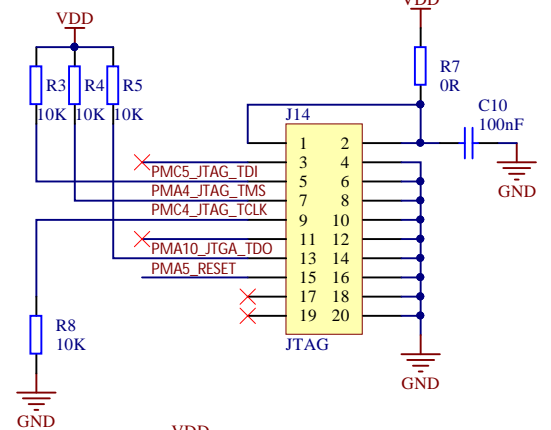 VDD
VDD
R3
R4
R5
10K
10K
10K
R7
0R
C10
100nF
J14
1 2
3 4
PMC5_JTAG_TDI
5 6
PMA4_JTAG_TMS
7 8
PMC4_JTAG_TCLK
9 10
11 12
PMA10_JTGA_TDO
13 14
PMA5_RESET
15 16
17 18
19 20
JTAG
GND
R8
10K
GND
GND
VDD